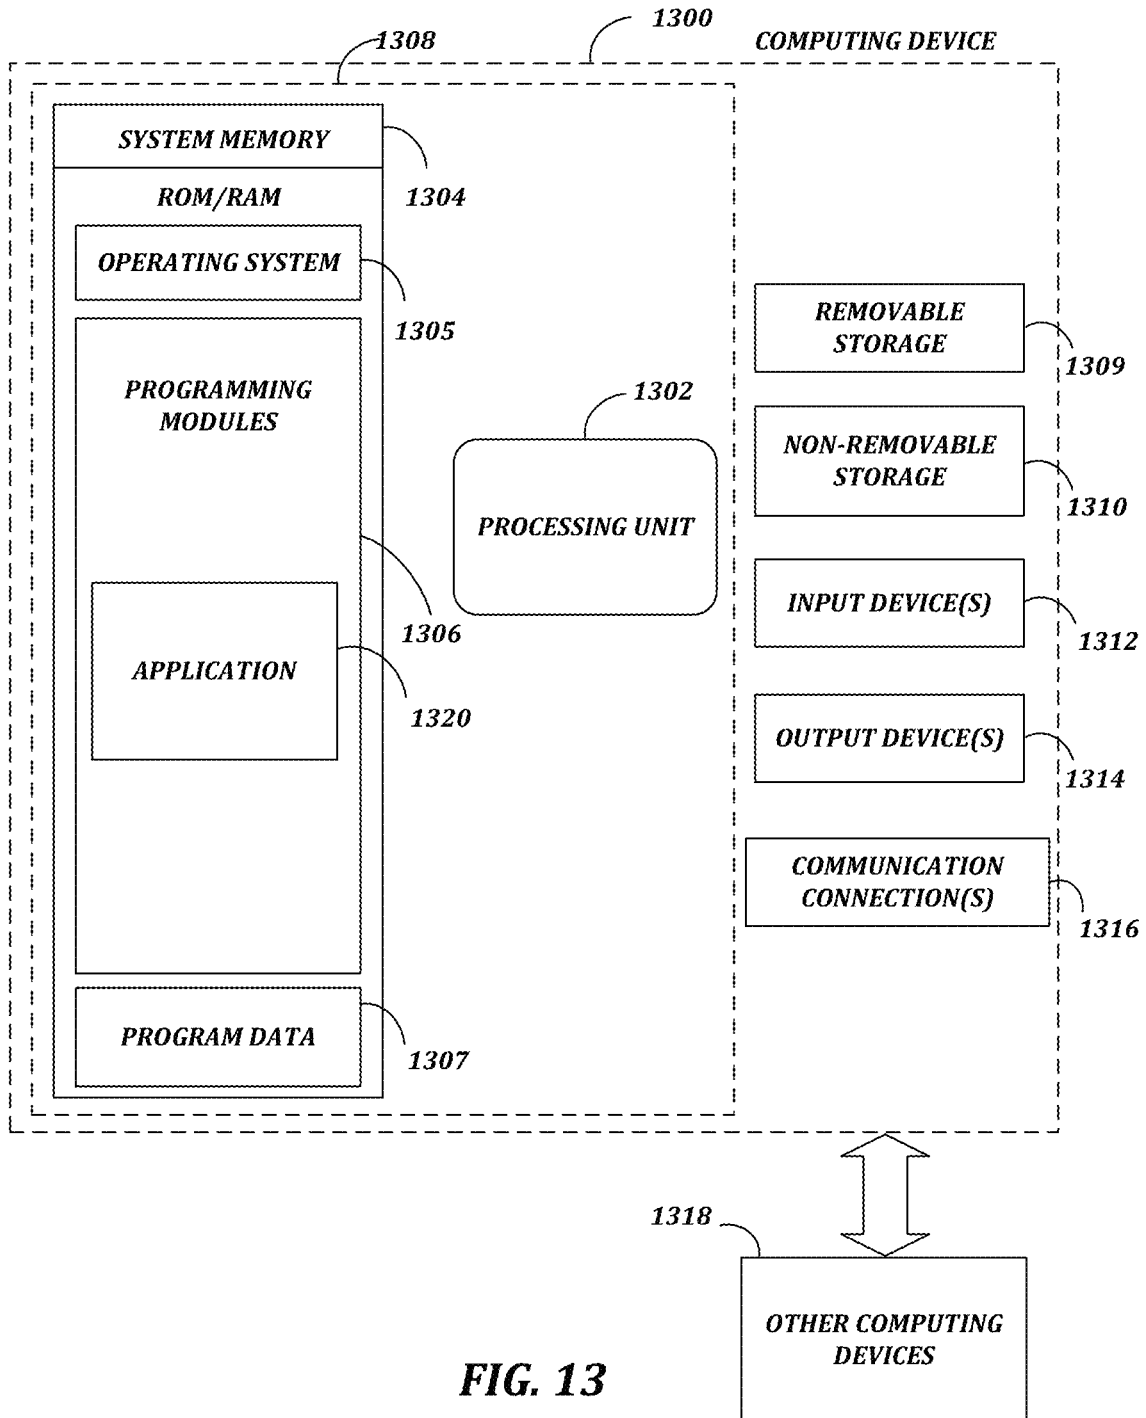 1300
COMPUTING DEVICE
1308
SYSTEM MEMORY
1304
ROM/RAM
OPERATING SYSTEM
1305
PROGRAMMING
MODULES
1306
APPLICATION
1320
PROGRAM DATA
1307
1302
PROCESSING UNIT
REMOVABLE
STORAGE
1309
NON-REMOVABLE
STORAGE
1310
INPUT DEVICE(S)
1312
OUTPUT DEVICE(S)
1314
COMMUNICATION
CONNECTION(S)
1316
1318
OTHER COMPUTING
DEVICES
FIG. 13